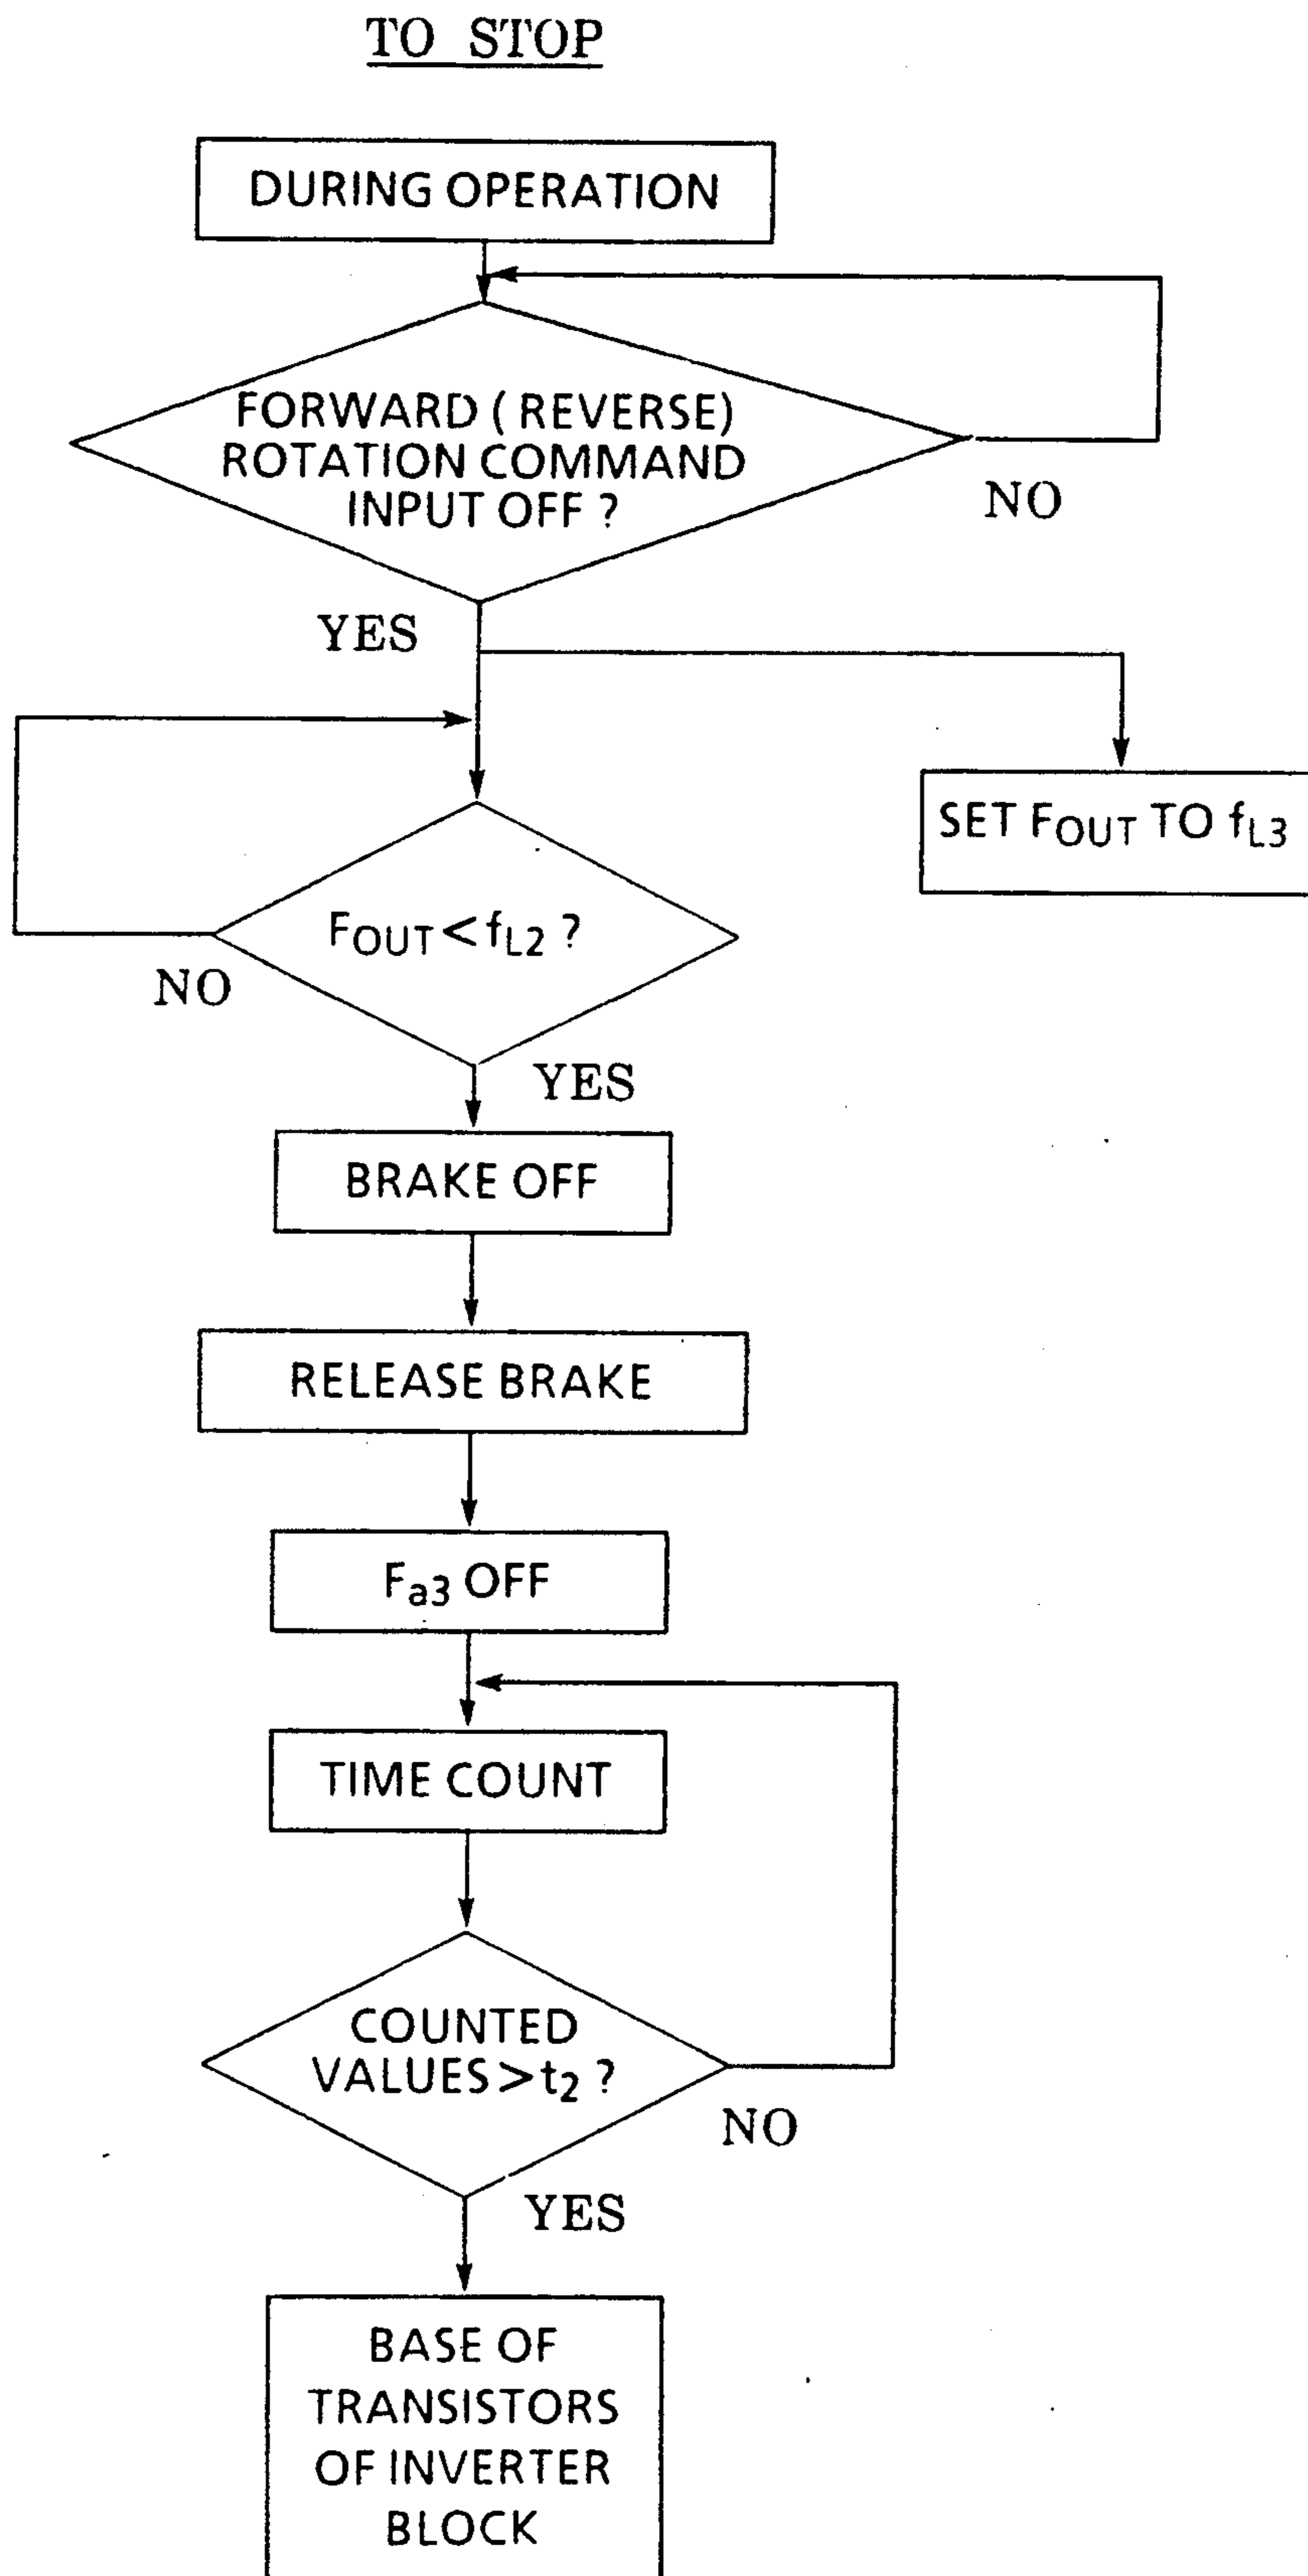 TO STOP
DURING OPERATION
FORWARD ( REVERSE)
ROTATION COMMAND
INPUT OFF ?
NO
YES
SET FOUT TO fL3
FOUT < fL2 ?
NO
YES
BRAKE OFF
RELEASE BRAKE
Fa3 OFF
TIME COUNT
COUNTED
VALUES > t2 ?
NO
YES
BASE OF
TRANSISTORS
OF INVERTER
BLOCK